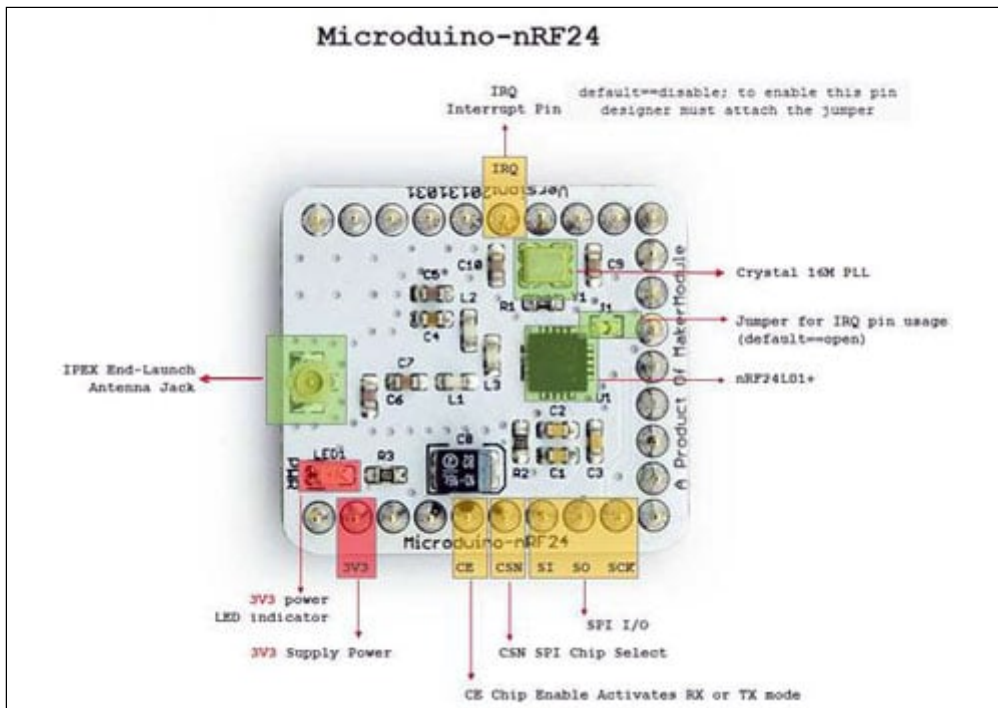 Microduino-nRF24
IRQ
Interrupt Pin
default==disable; to enable this pin
designer must attach the jumper
IRQ
Version:20131031
C10
C9
C5
Y1
R1
J1
L2
C4
Crystal 16M PLL
Jumper for IRQ pin usage
(default==open)
nRF24L01+
IPEX End-Launch
Antenna Jack
C7
L3
C6
L1
U1
C2
C8
R2
C1
C3
A Product Of MakerModule
PWR
LED1
R3
Microduino-nRF24
3V3
CE
CSN
SI
SO
SCK
3V3 power
LED indicator
SPI I/O
3V3 Supply Power
CSN SPI Chip Select
CE Chip Enable Activates RX or TX mode